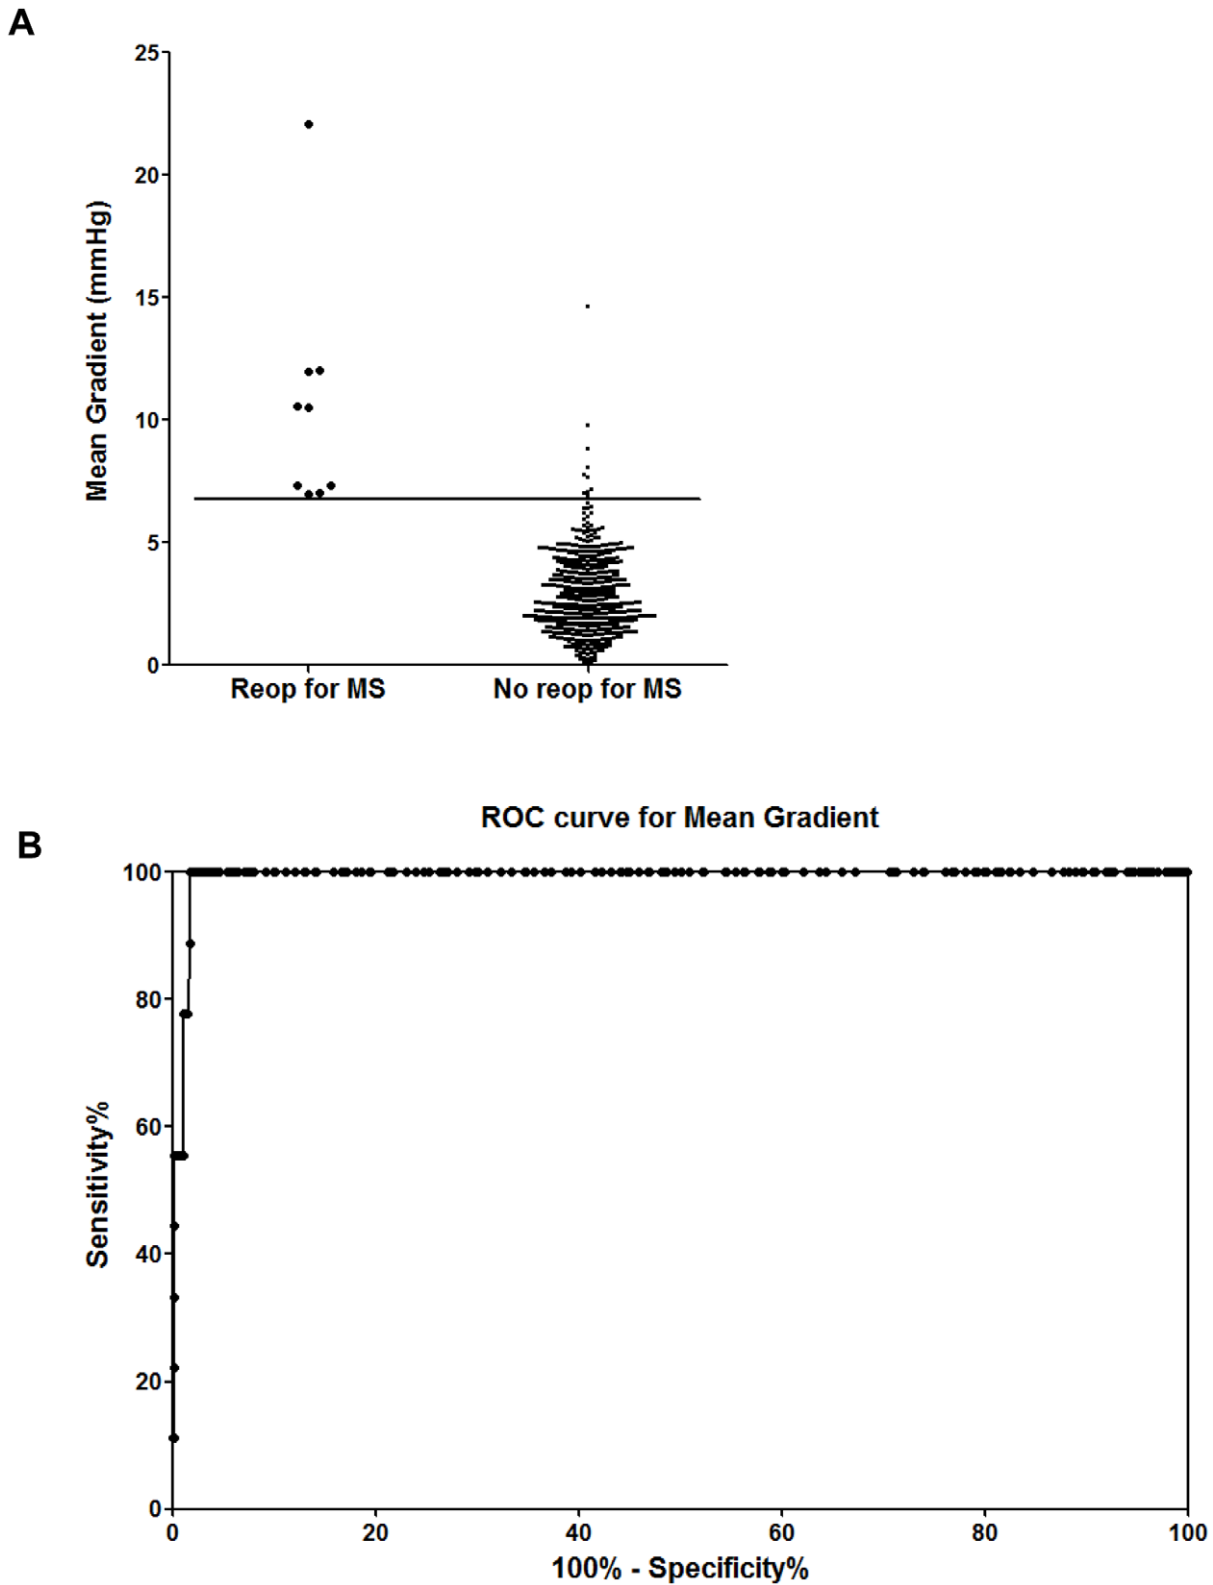 A
25
20
15
10
5
0
Mean Gradient (mmHg)
Reop for MS
No reop for MS
B
ROC curve for Mean Gradient
100
80
60
40
20
0
Sensitivity%
0
20
40
60
80
100
100% - Specificity%